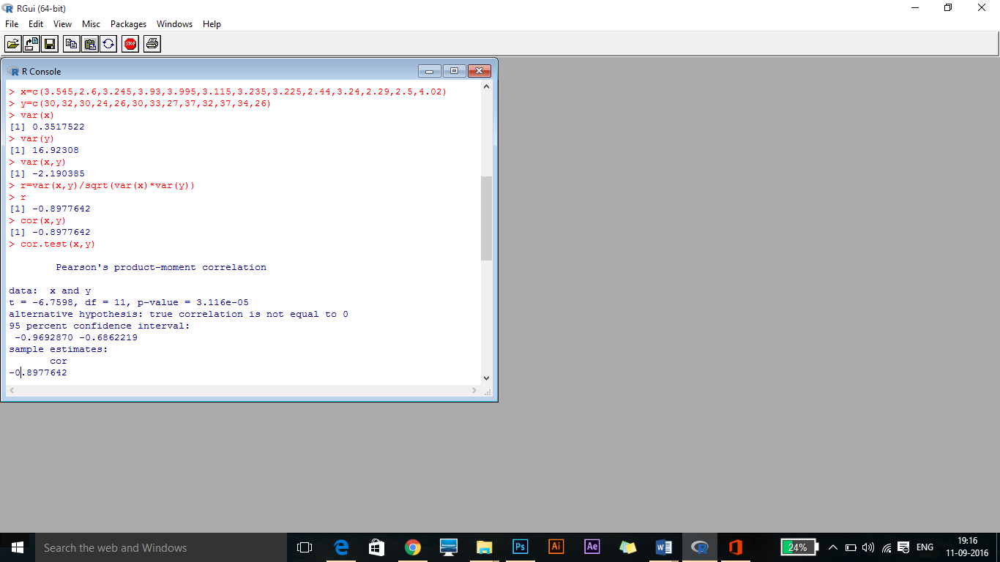 RGui (64-bit)
File Edit View Misc Packages Windows Help
STOP
R Console
> x=c(3.545,2.6,3.245,3.93,3.995,3.115,3.235,3.225,2.44,3.24,2.29,2.5,4.02)
> y=c(30,32,30,24,26,30,33,27,37,32,37,34,26)
> var(x)
[1] 0.3517522
> var(y)
[1] 16.92308
> var(x,y)
[1] -2.190385
> r=var(x,y)/sqrt(var(x)*var(y))
> r
[1] -0.8977642
> cor(x,y)
[1] -0.8977642
> cor.test(x,y)
Pearson's product-moment correlation
data:  x and y
t = -6.7598, df = 11, p-value = 3.116e-05
alternative hypothesis: true correlation is not equal to 0
95 percent confidence interval:
-0.9692870 -0.6862219
sample estimates:
cor
-0.8977642
Search the web and Windows
Ps Ai Ae 24% ENG
19:16
11-09-2016